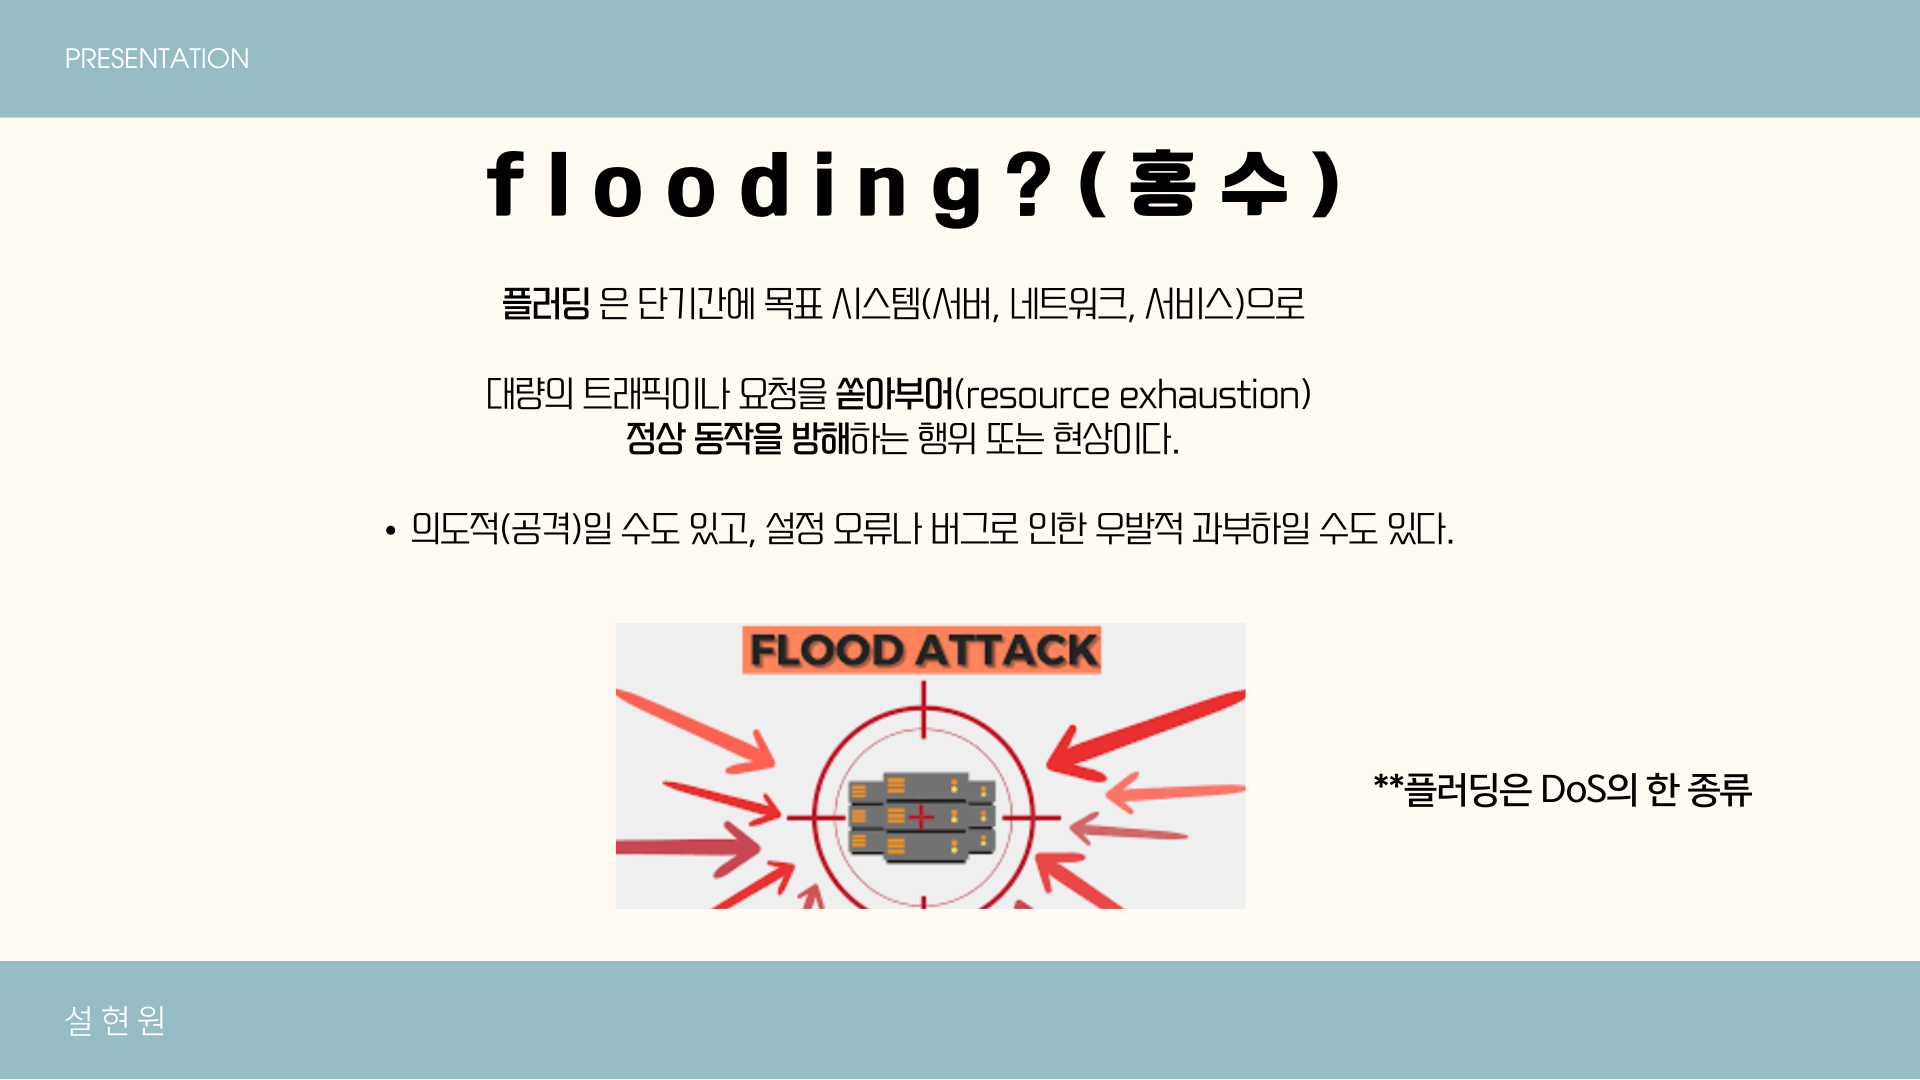 PRESENTATION
flooding?(홍수)
플러딩 은 단기간에 목표 시스템(서버, 네트워크, 서비스)으로
대량의 트래픽이나 요청을 쏟아부어(resource exhaustion)
정상 동작을 방해하는 행위 또는 현상이다.
• 의도적(공격)일 수도 있고, 설정 오류나 버그로 인한 우발적 과부하일 수도 있다.
FLOOD ATTACK
**플러딩은 DoS의 한 종류
설현원